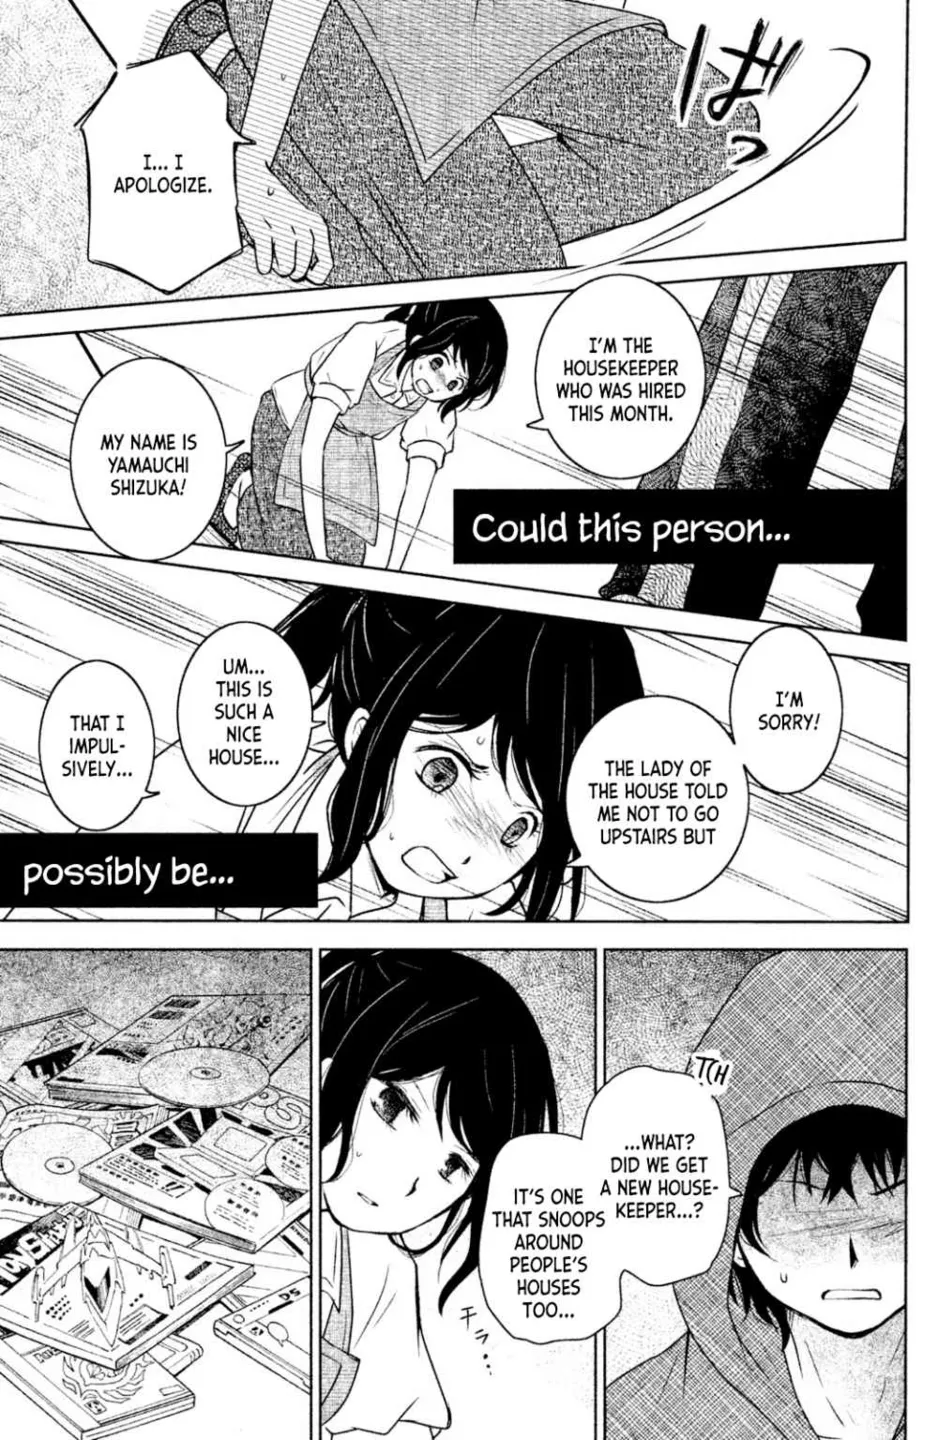 ばっ
I... I
APOLOGIZE.
I'M THE
HOUSEKEEPER
WHO WAS HIRED
THIS MONTH.
MY NAME IS
YAMAUCHI
SHIZUKA!
Could this person...
I'M
SORRY!
THE LADY OF
THE HOUSE TOLD
ME NOT TO GO
UPSTAIRS BUT
UM...
THIS IS
SUCH A
NICE
HOUSE...
THAT I
IMPUL-
SIVELY...
possibly be...
TCH
...WHAT?
DID WE GET
A NEW HOUSE-
KEEPER...?
IT'S ONE
THAT SNOOPS
AROUND
PEOPLE'S
HOUSES
TOO...
チラ・・・
DS